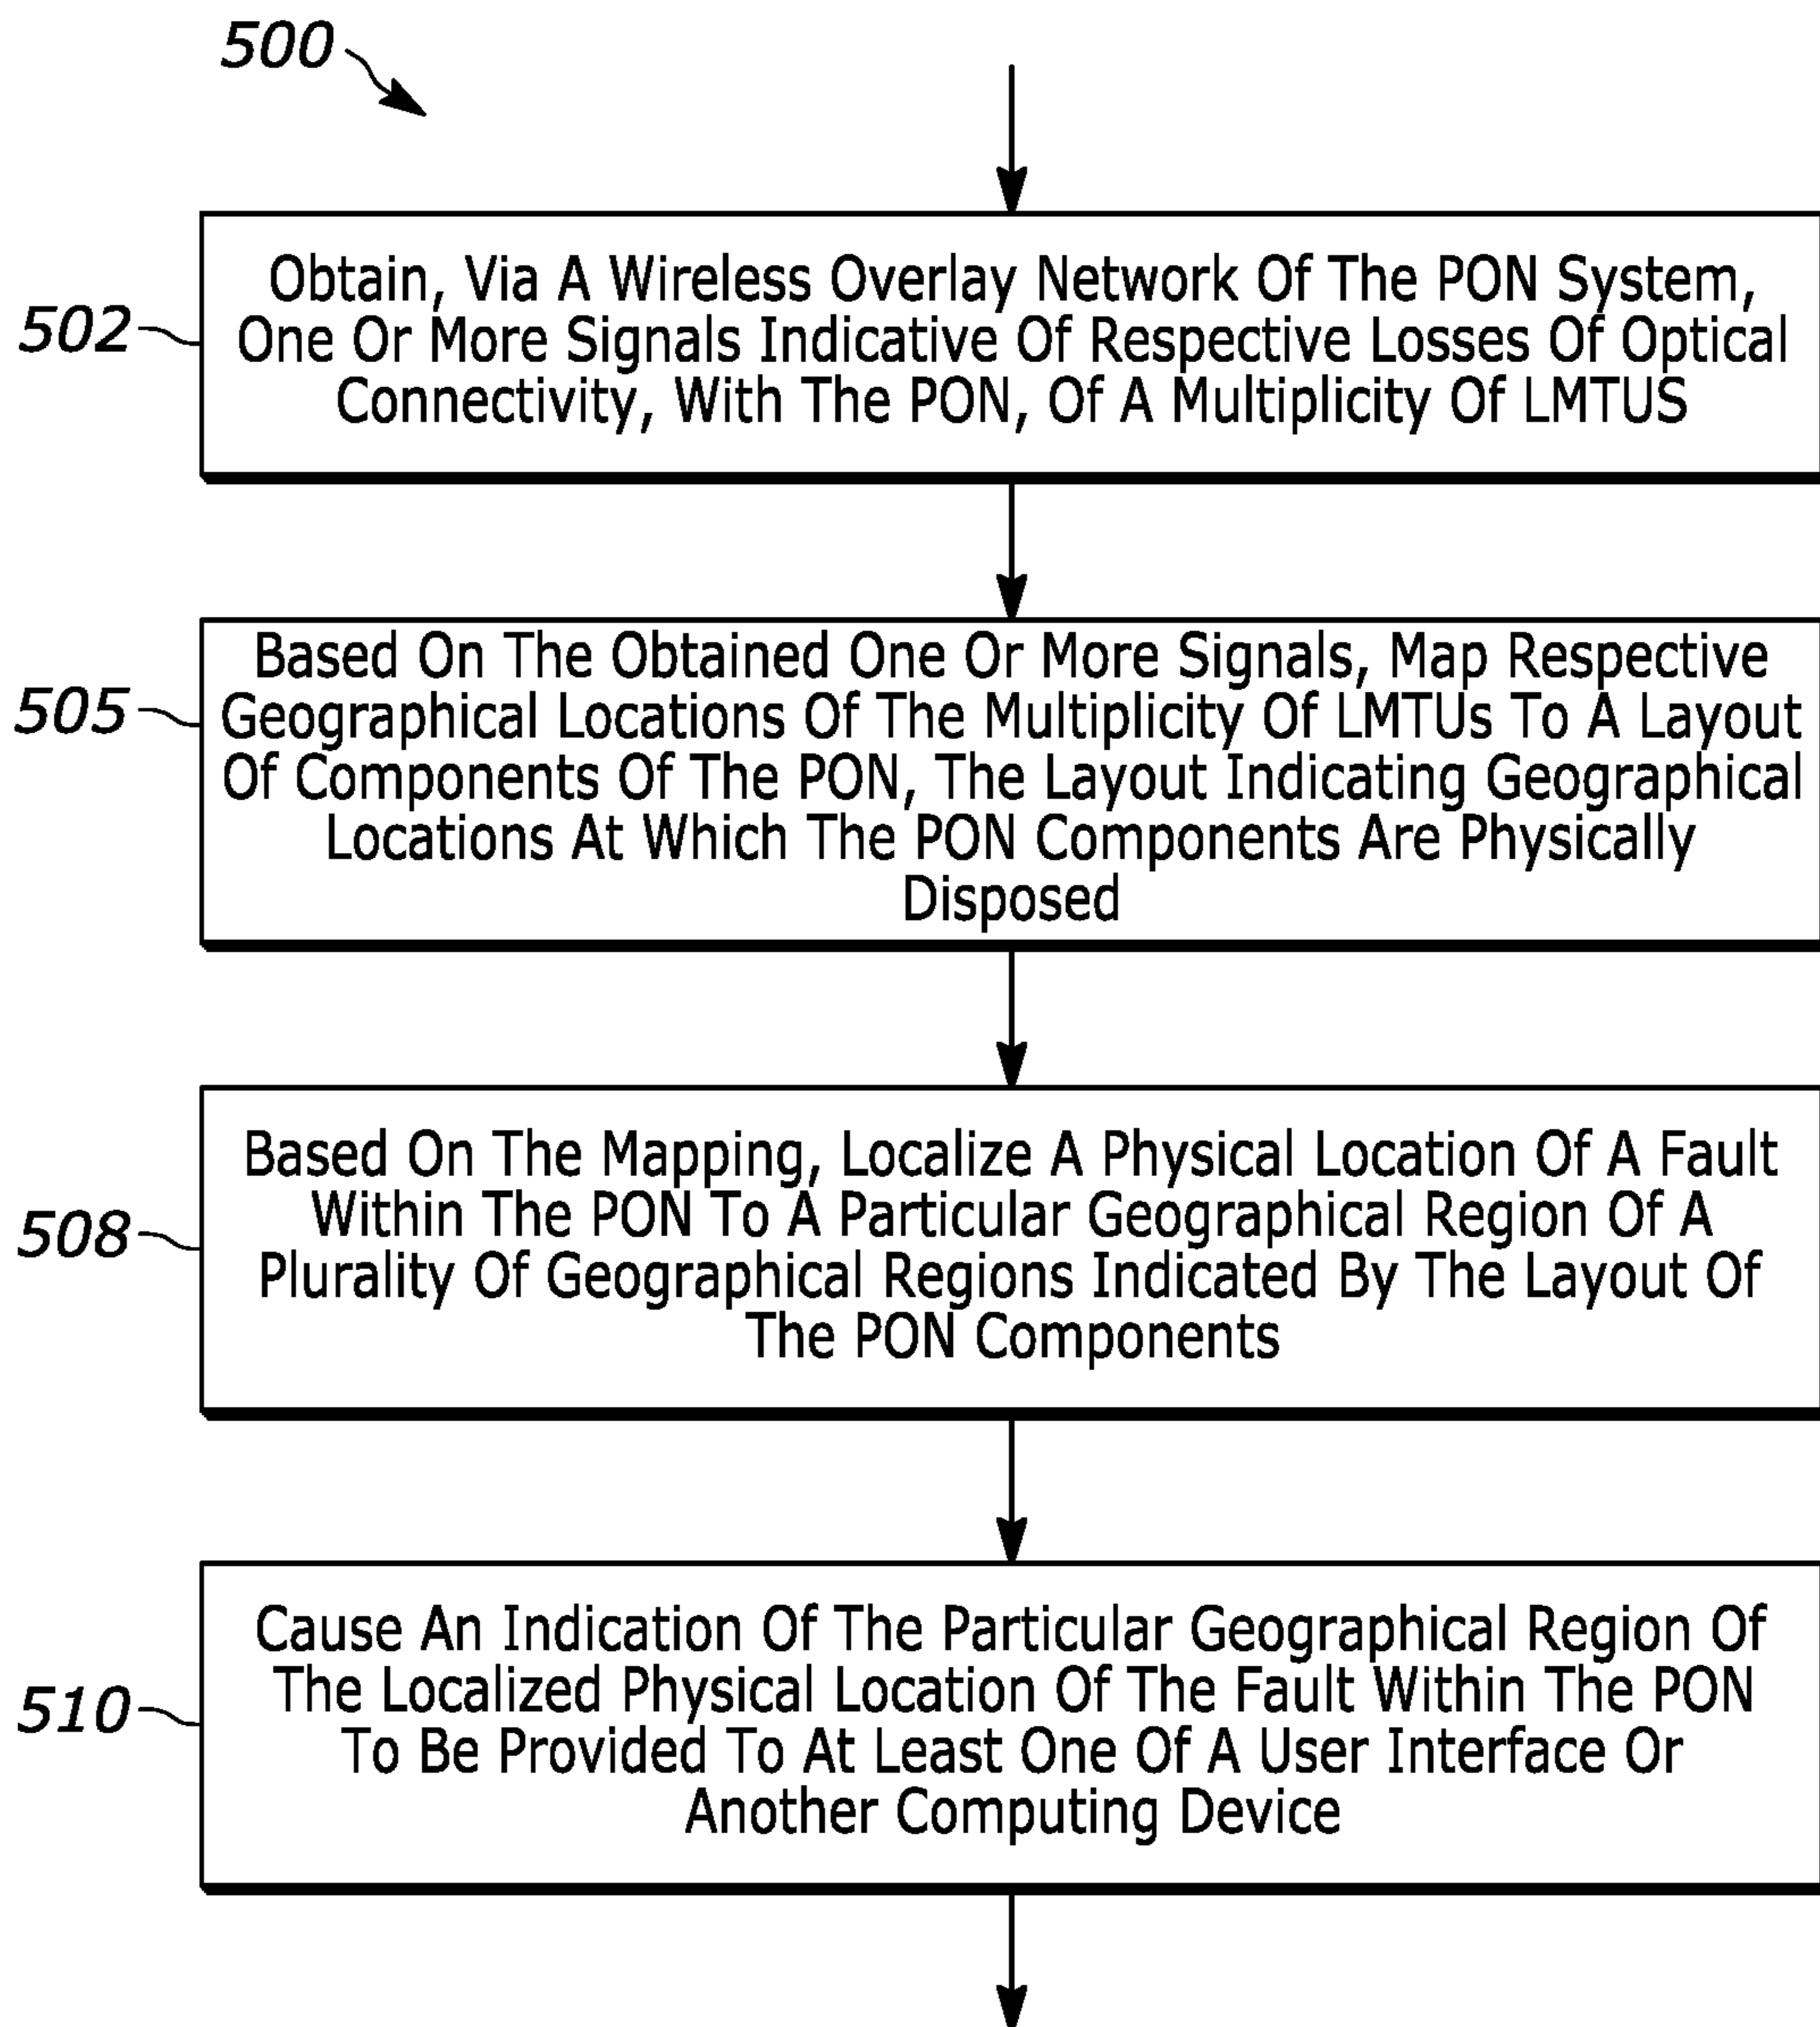 500
502
Obtain, Via A Wireless Overlay Network Of The PON System,
One Or More Signals Indicative Of Respective Losses Of Optical
Connectivity, With The PON, Of A Multiplicity Of LMTUS
505
Based On The Obtained One Or More Signals, Map Respective
Geographical Locations Of The Multiplicity Of LMTUs To A Layout
Of Components Of The PON, The Layout Indicating Geographical
Locations At Which The PON Components Are Physically
Disposed
508
Based On The Mapping, Localize A Physical Location Of A Fault
Within The PON To A Particular Geographical Region Of A
Plurality Of Geographical Regions Indicated By The Layout Of
The PON Components
510
Cause An Indication Of The Particular Geographical Region Of
The Localized Physical Location Of The Fault Within The PON
To Be Provided To At Least One Of A User Interface Or
Another Computing Device